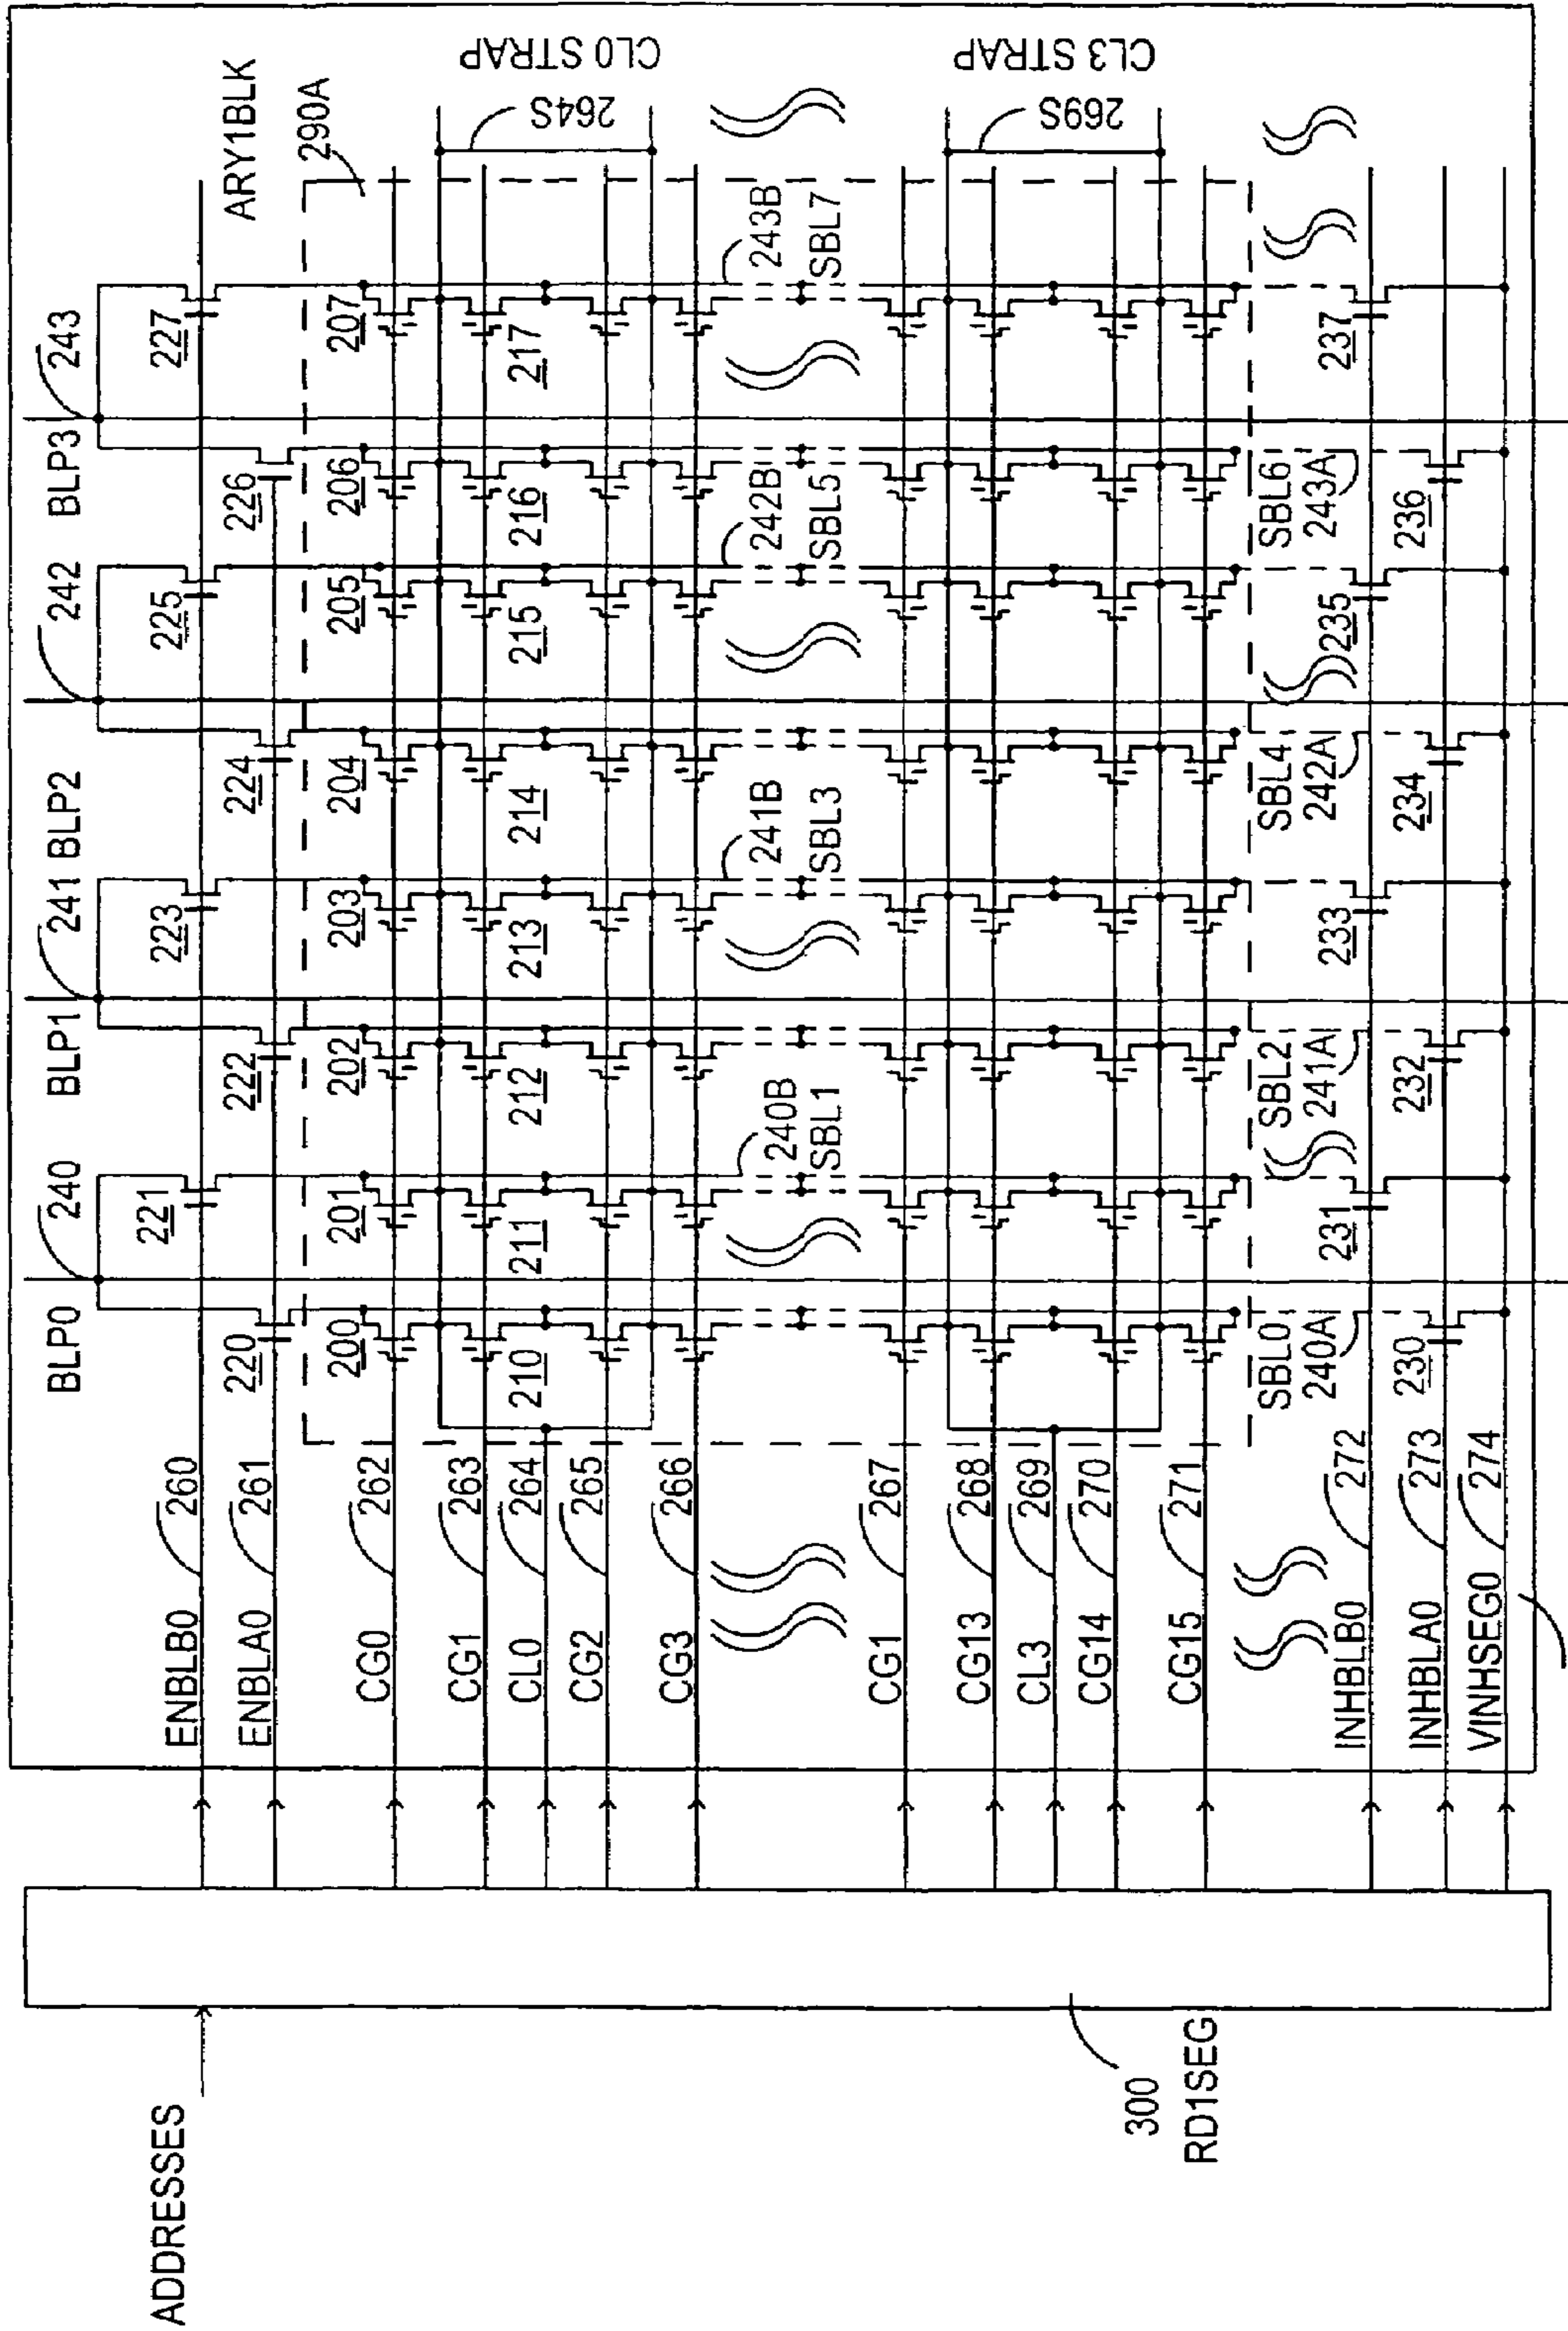 ADDRESSES
300
RD1SEG
ENBLB0 260
ENBLA0 261
CG0 262
CG1 263
CL0 264
CG2 265
CG3 266
CG1 267
CG13 268
CL3 269
CG14 270
CG15 271
INHBLB0 272
INHBLA0 273
VINHSEG0 274
BLP0 240 BLP1 241 BLP2 242 BLP3 243
221 223 225 227
220 222 224 226
ARY1BLK
290A
200 201 202 203 204 205 206 207
210 211 212 213 214 215 216 217
CL0 STRAP
264S
240B 241B 242B 243B
SBL1 SBL3 SBL5 SBL7
CL3 STRAP
269S
SBL0 SBL2 SBL4 SBL6
240A 241A 242A 243A
231 233 235 237
230 232 234 236